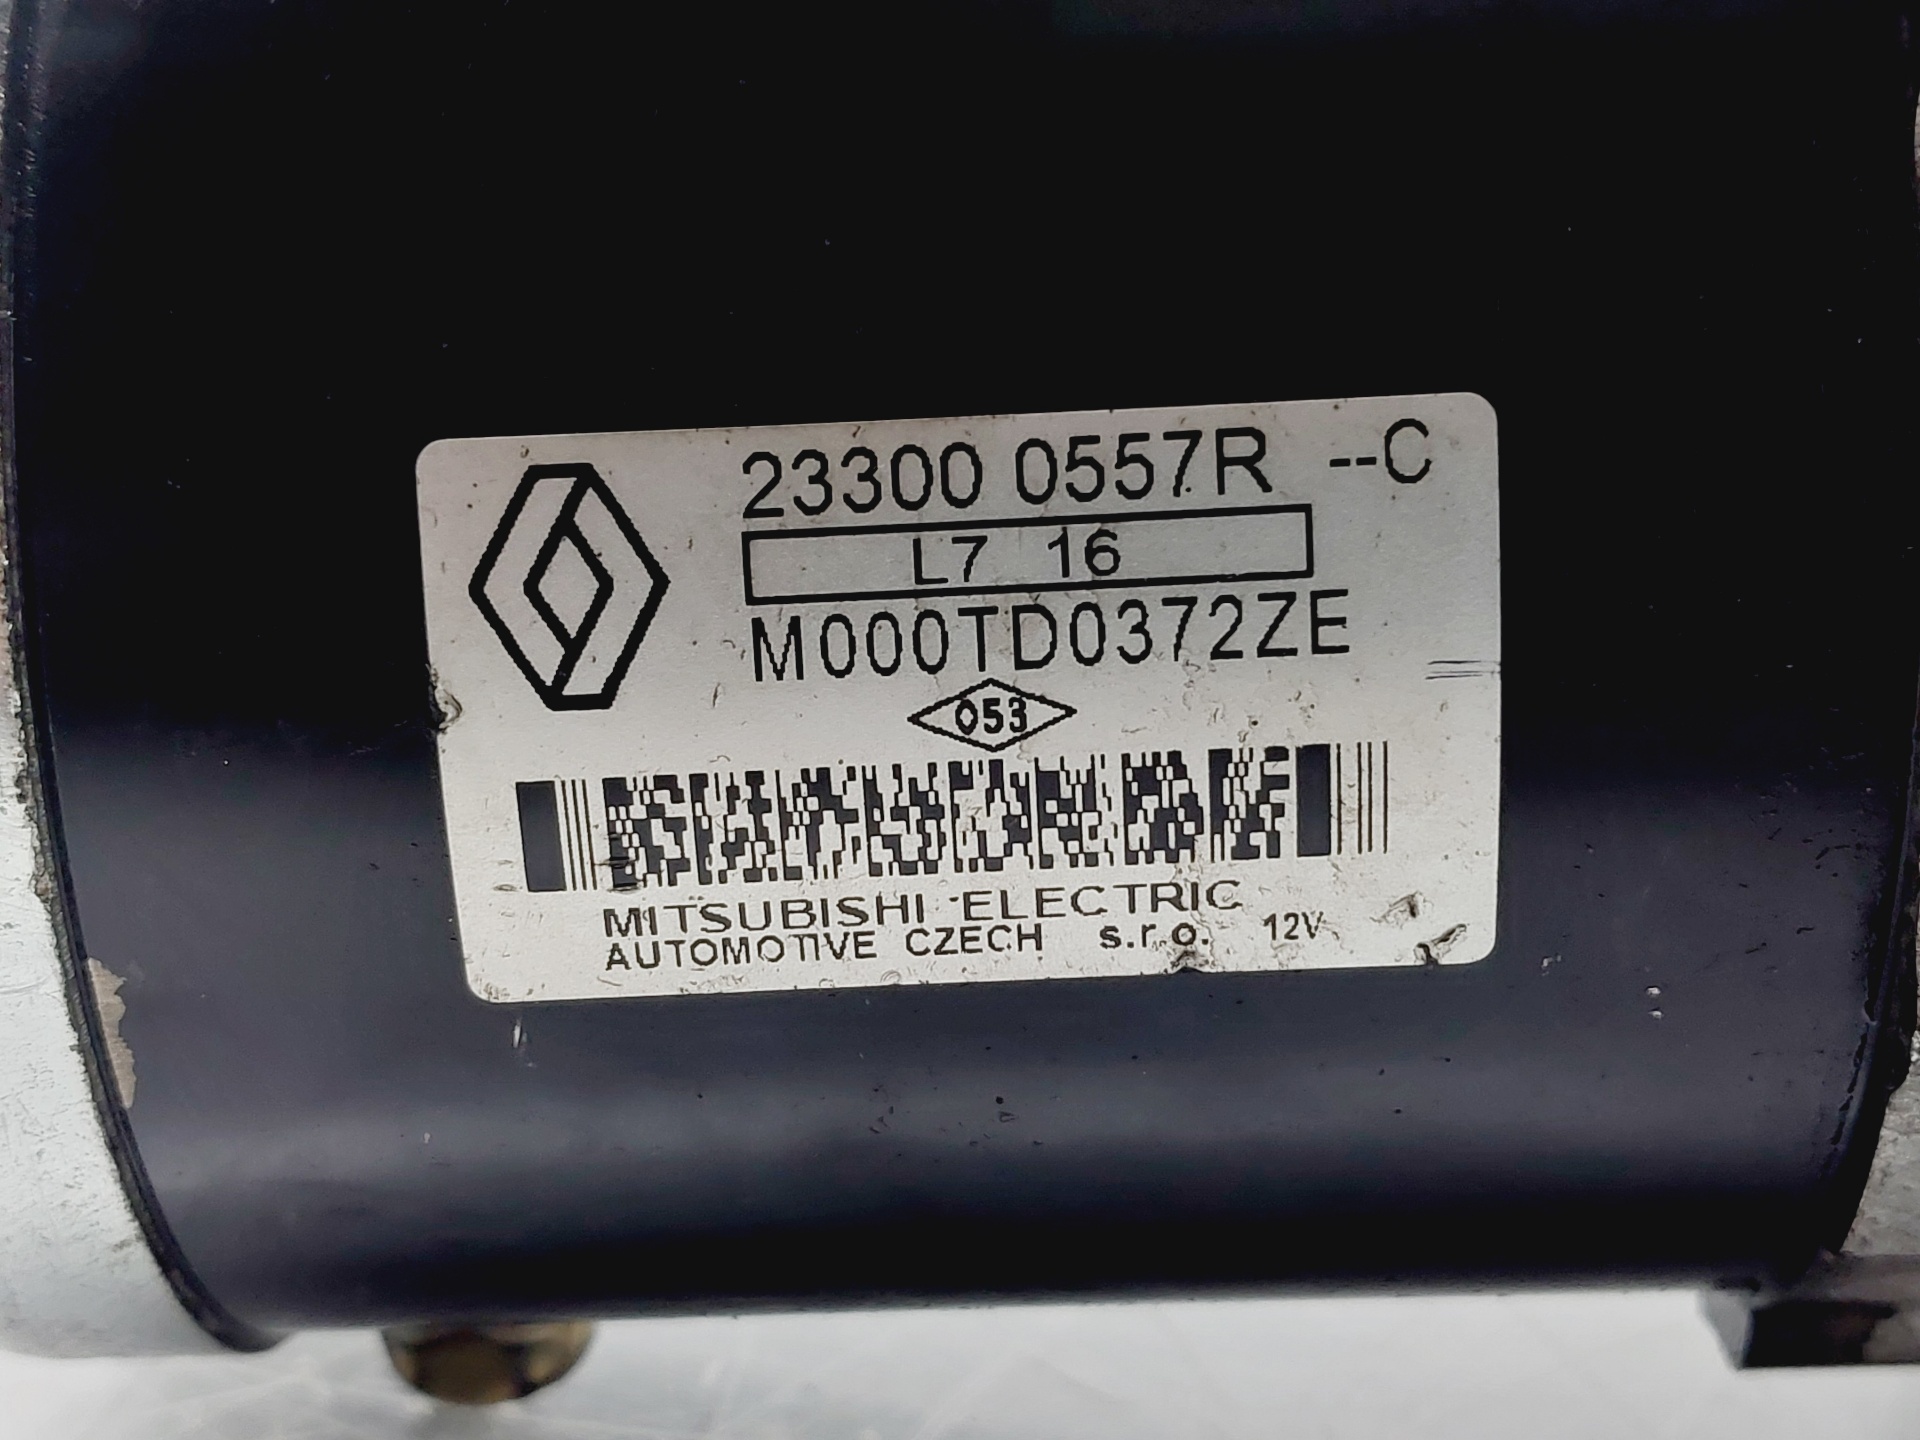 23300 0557R --C
L7 16
M000TD0372ZE
053
MITSUBISHI ELECTRIC
AUTOMOTIVE CZECH s.r.o. 12V